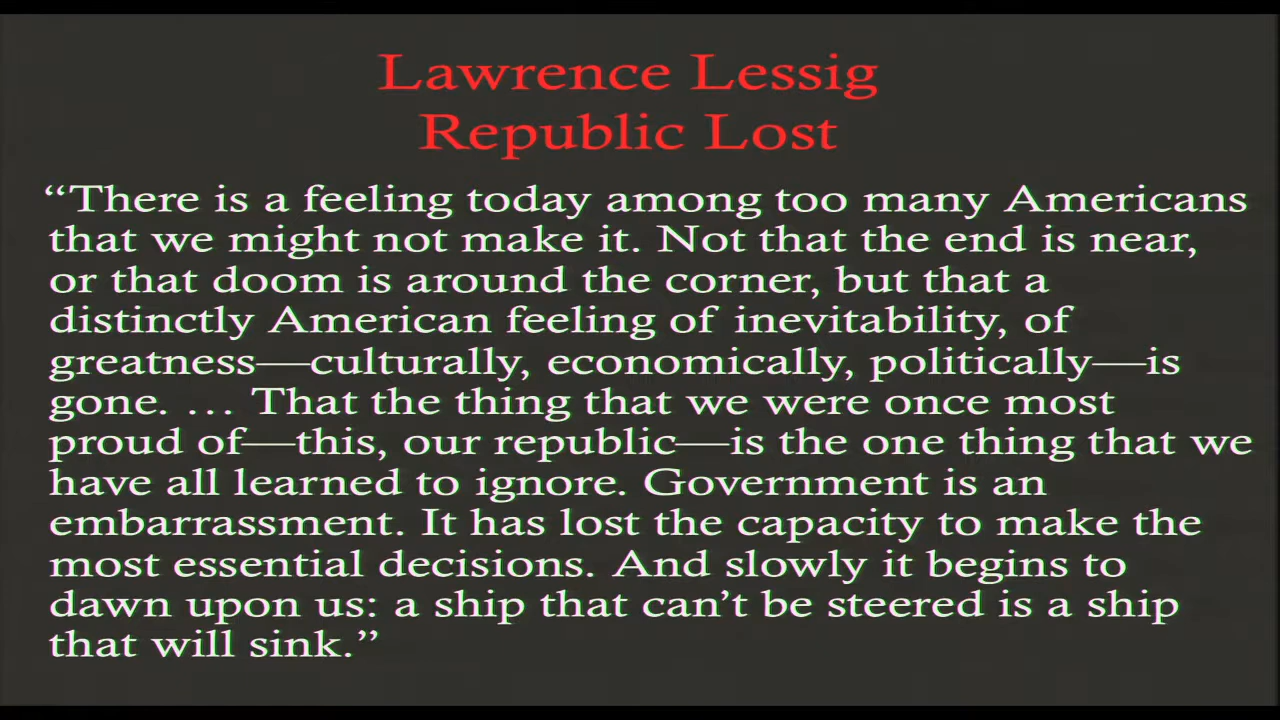 Lawrence Lessig
Republic Lost
“There is a feeling today among too many Americans
that we might not make it. Not that the end is near,
or that doom is around the corner, but that a
distinctly American feeling of inevitability, of
greatness—culturally, economically, politically—is
gone. … That the thing that we were once most
proud of—this, our republic—is the one thing that we
have all learned to ignore. Government is an
embarrassment. It has lost the capacity to make the
most essential decisions. And slowly it begins to
dawn upon us: a ship that can’t be steered is a ship
that will sink.”